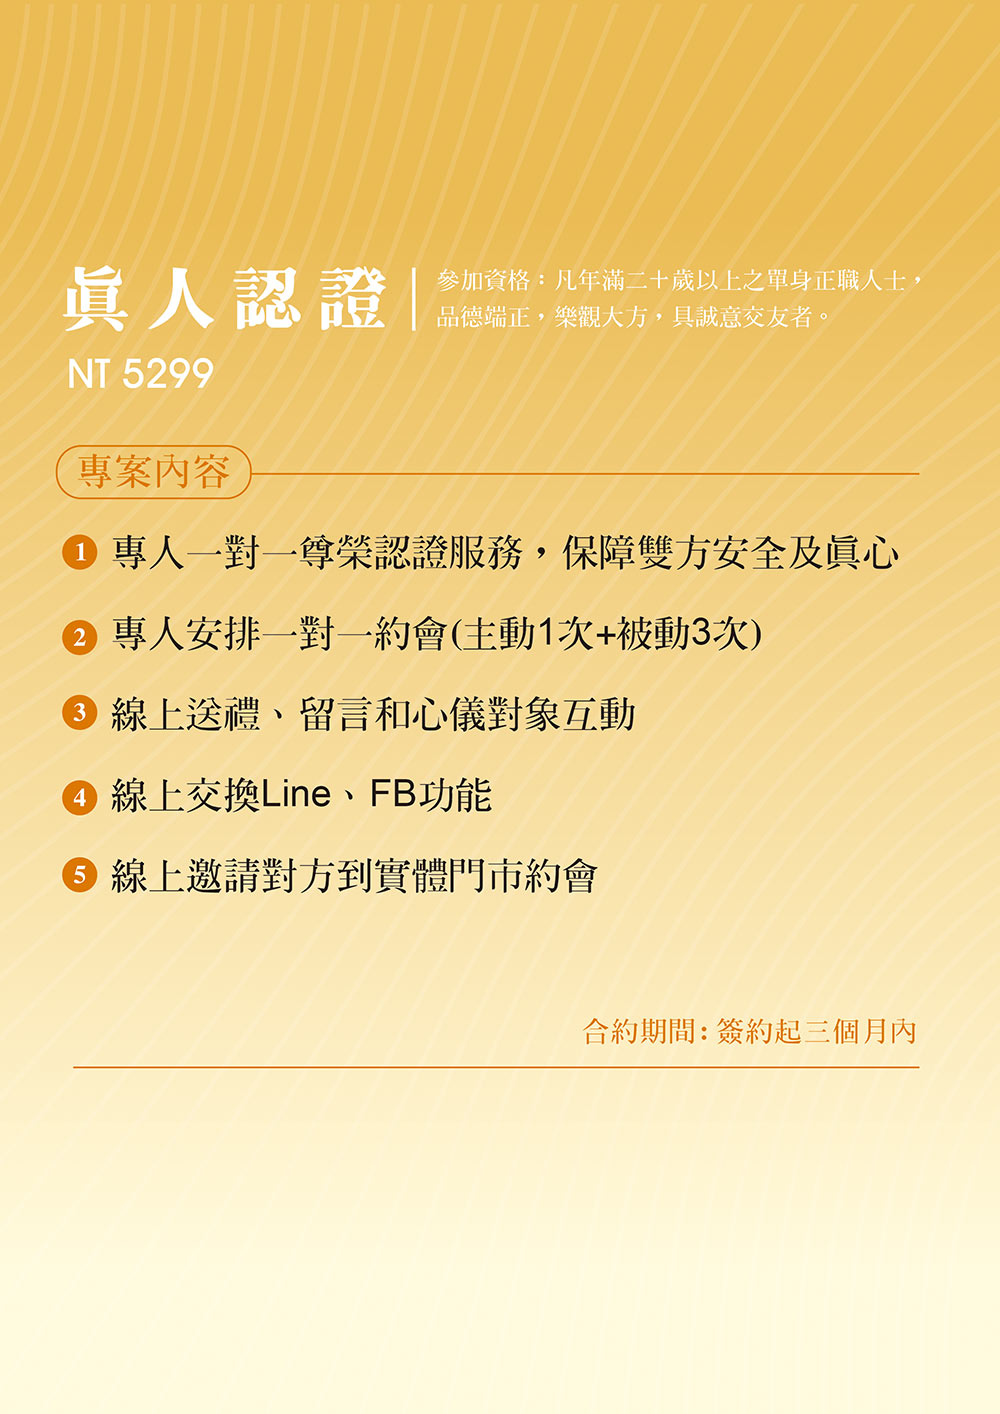 眞人認證
參加資格：凡年滿二十歲以上之單身正職人士，
品德端正，樂觀大方，具誠意交友者。
NT 5299
專案內容
1 專人一對一尊榮認證服務，保障雙方安全及眞心
2 專人安排一對一約會(主動1次+被動3次)
3 線上送禮、留言和心儀對象互動
4 線上交換Line、FB功能
5 線上邀請對方到實體門市約會
合約期間：簽約起三個月內